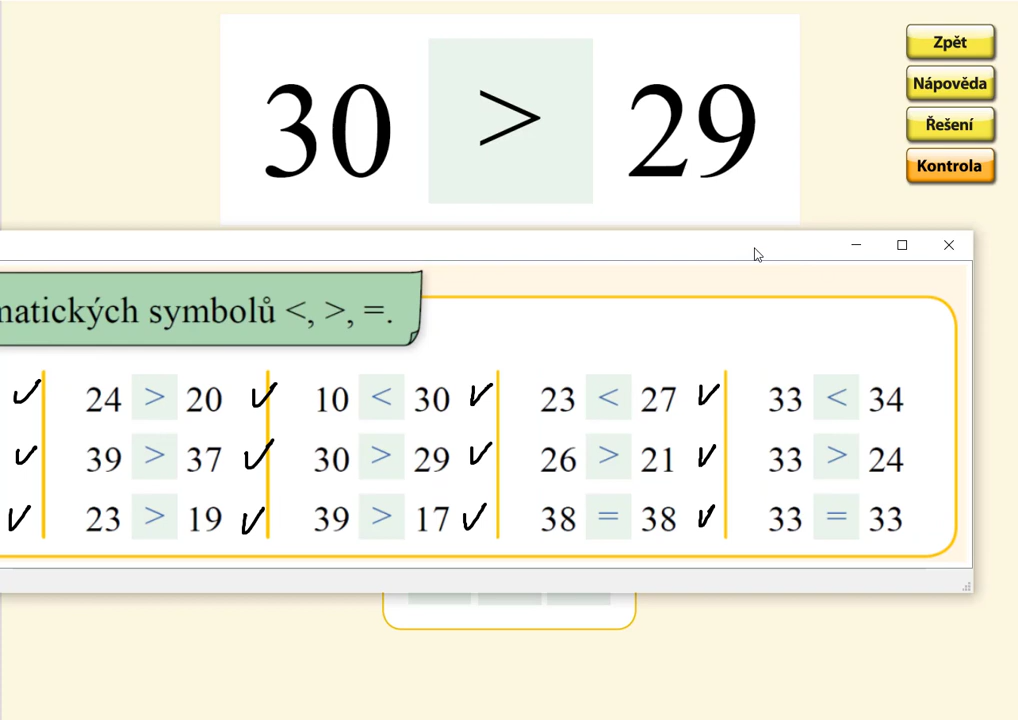 30 > 29
Zpět
Nápověda
Řešení
Kontrola
matických symbolů <, >, =.
24 > 20 10 < 30 23 < 27 33 < 34
39 > 37 30 > 29 26 > 21 33 > 24
23 > 19 39 > 17 38 = 38 33 = 33